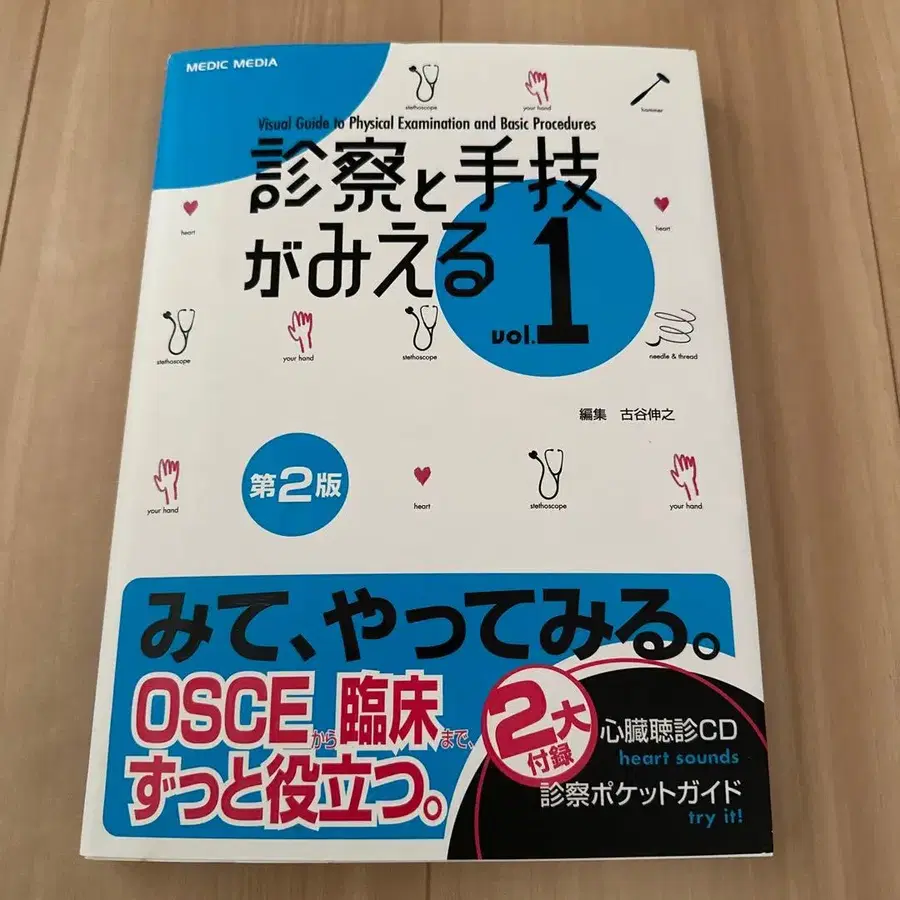 MEDIC MEDIA
stethoscope
your hand
hammer
Visual Guide to Physical Examination and Basic Procedures
診察と手技
がみえる
vol.1
heart
heart
stethoscope
your hand
stethoscope
needle & thread
編集 古谷伸之
第2版
your hand
heart
stethoscope
your hand
みて、やってみる。
OSCEから臨床まで、
ずっと役立つ。
2大
付録
心臓聴診CD
heart sounds
診察ポケットガイド
try it!